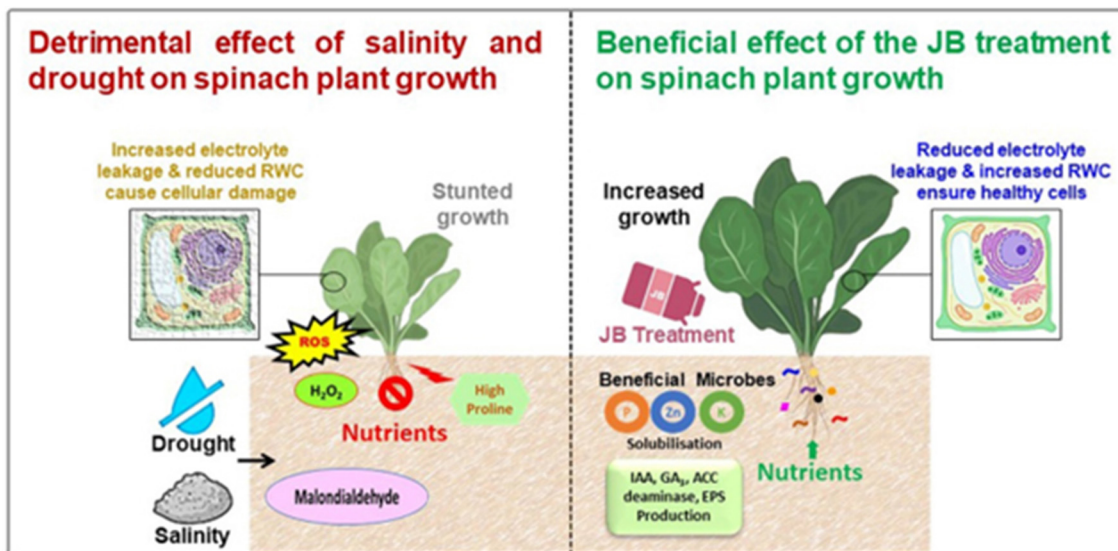 Detrimental effect of salinity and
drought on spinach plant growth
Increased electrolyte
leakage & reduced RWC
cause cellular damage
Stunted
growth
ROS
H₂O₂
High
Proline
Nutrients
Drought
Malondialdehyde
Salinity
Beneficial effect of the JB treatment
on spinach plant growth
Increased
growth
Reduced electrolyte
leakage & increased RWC
ensure healthy cells
JB
JB Treatment
Beneficial Microbes
P Zn K
Solubilisation
IAA, GA₃, ACC
deaminase, EPS
Production
Nutrients